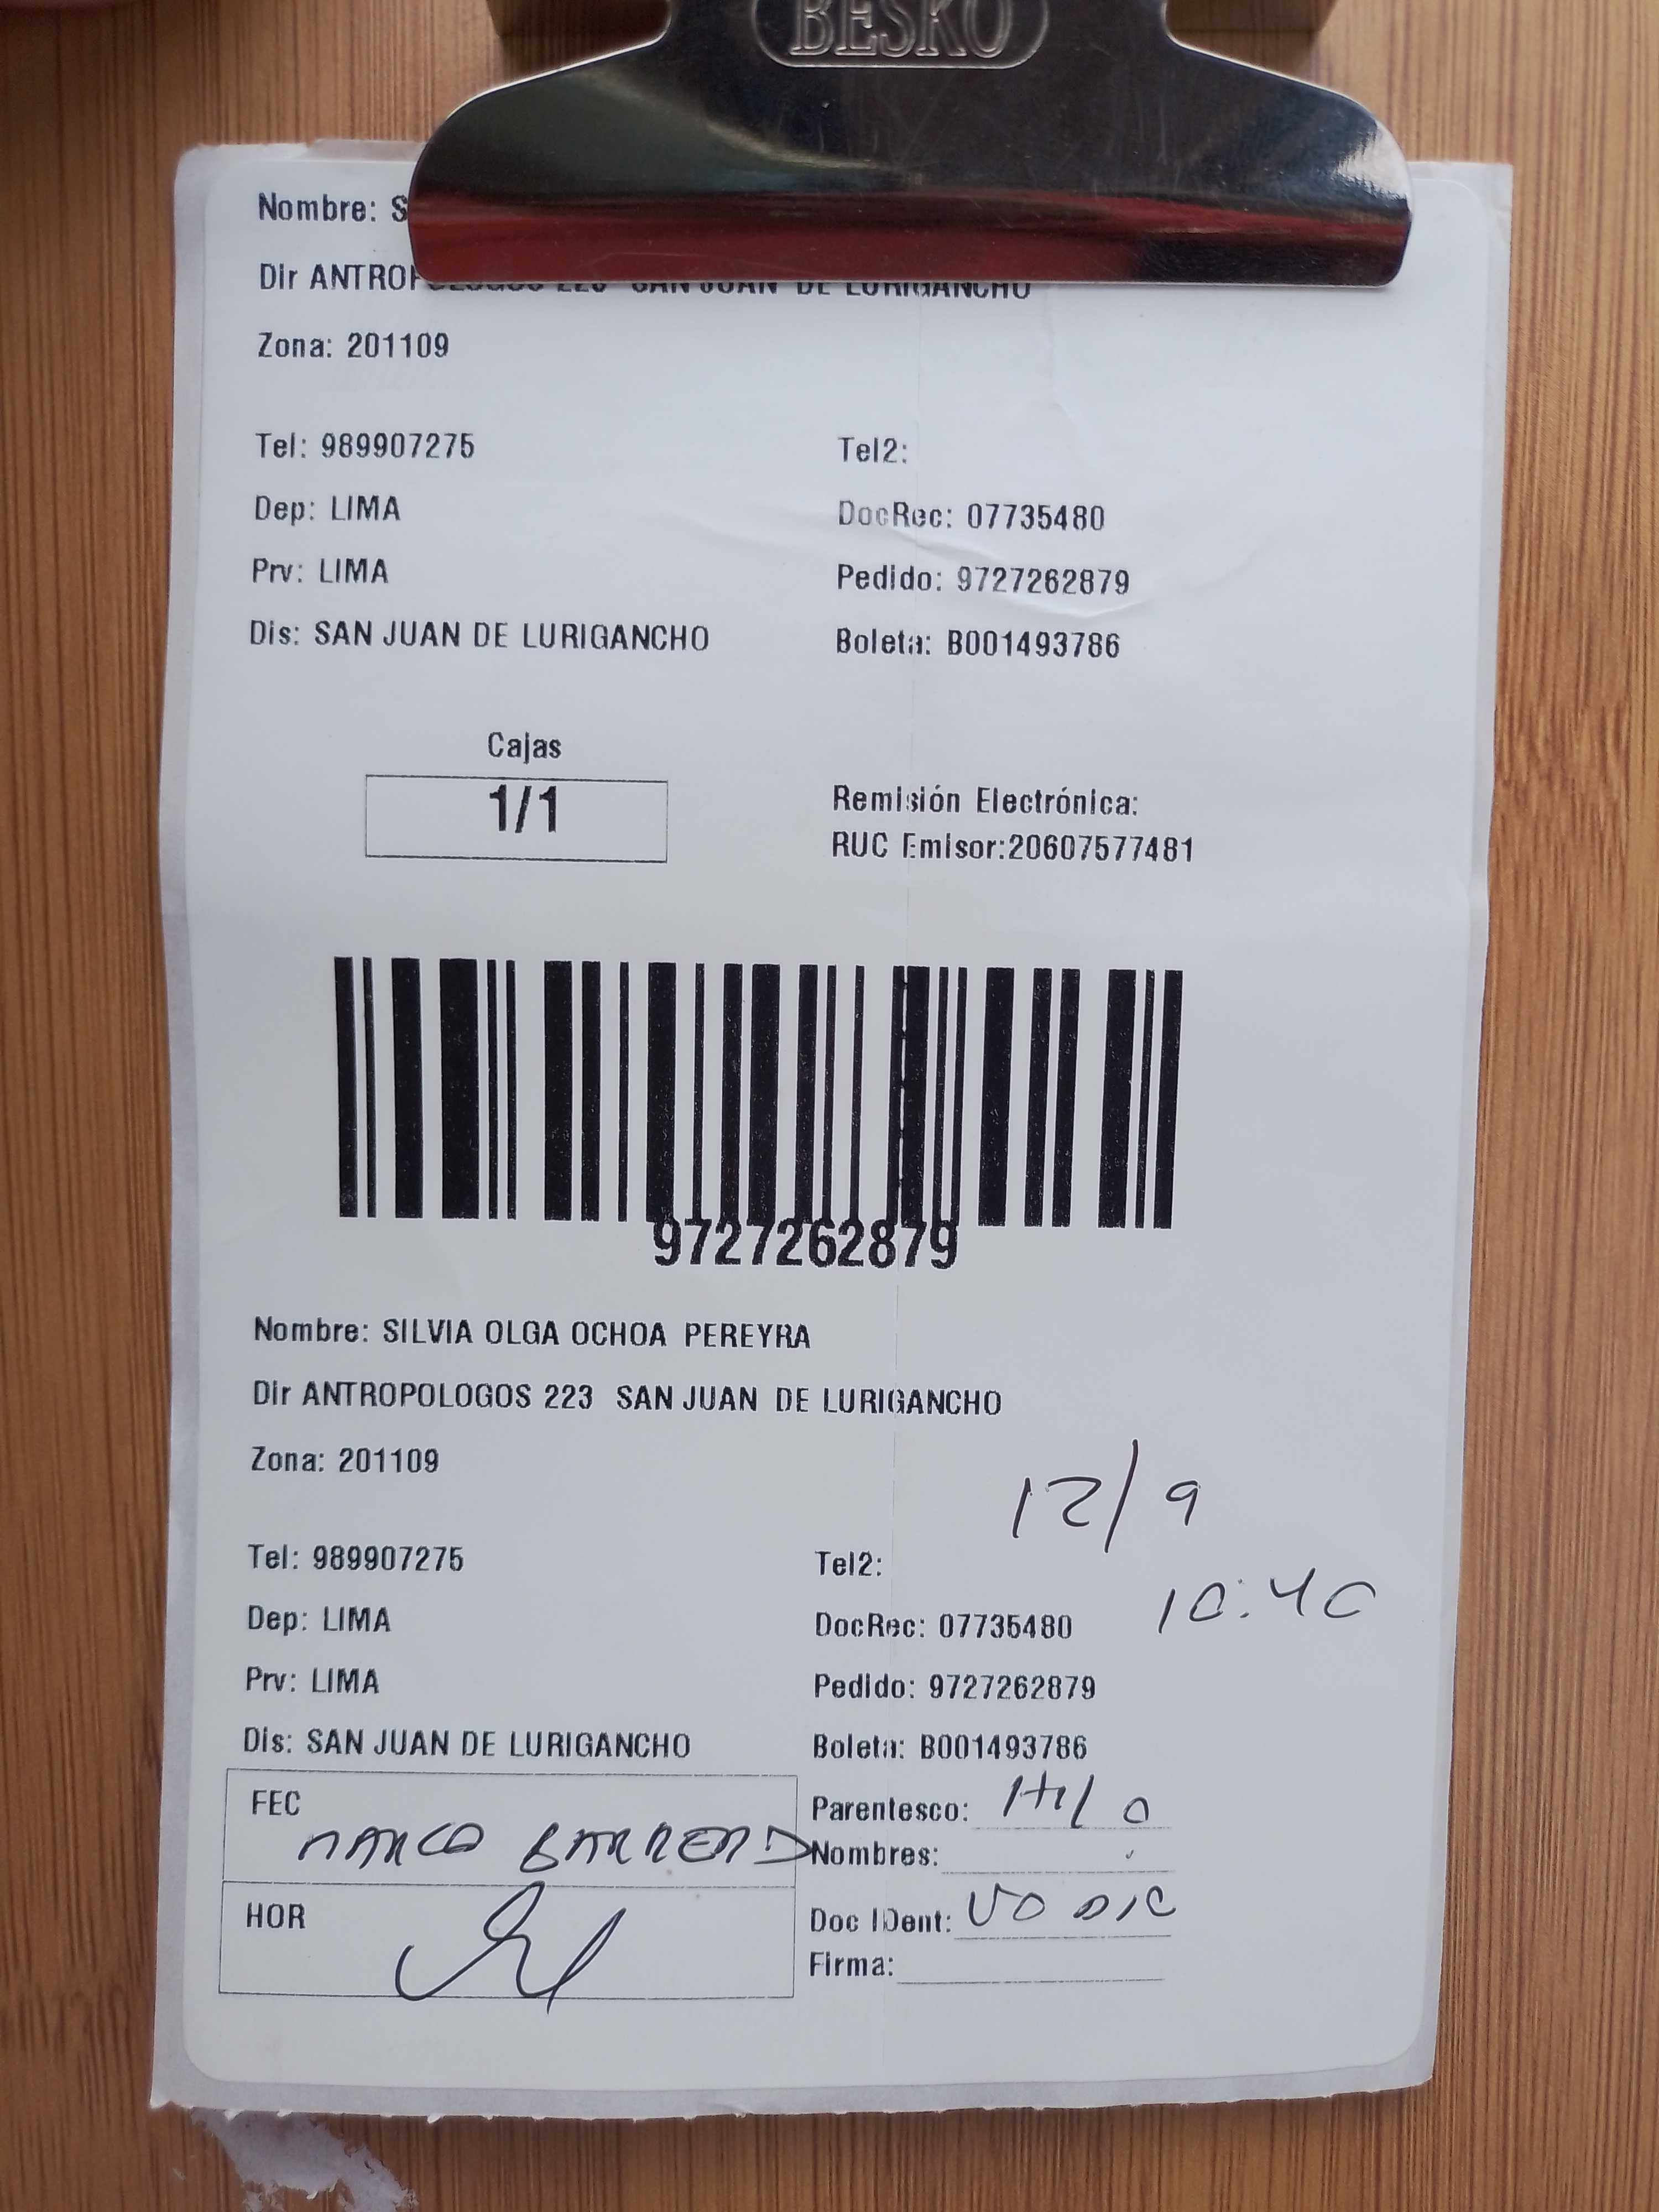 BESKO
Nombre: S
Dir ANTROPOLOGOS 223 SAN JUAN DE LURIGANCHO
Zona: 201109
Tel: 989907275 Tel2:
Dep: LIMA DocRec: 07735480
Prv: LIMA Pedido: 9727262879
Dis: SAN JUAN DE LURIGANCHO Boleta: B001493786
Cajas
1/1
Remisión Electrónica:
RUC Emisor:20607577481
9727262879
Nombre: SILVIA OLGA OCHOA PEREYRA
Dir ANTROPOLOGOS 223 SAN JUAN DE LURIGANCHO
Zona: 201109
12/9
10:40
Tel: 989907275 Tel2:
Dep: LIMA DocRec: 07735480
Prv: LIMA Pedido: 9727262879
Dis: SAN JUAN DE LURIGANCHO Boleta: B001493786
FEC
MARCO
Parentesco: HIJO
Nombres:
HOR
Doc IDent:
Firma: